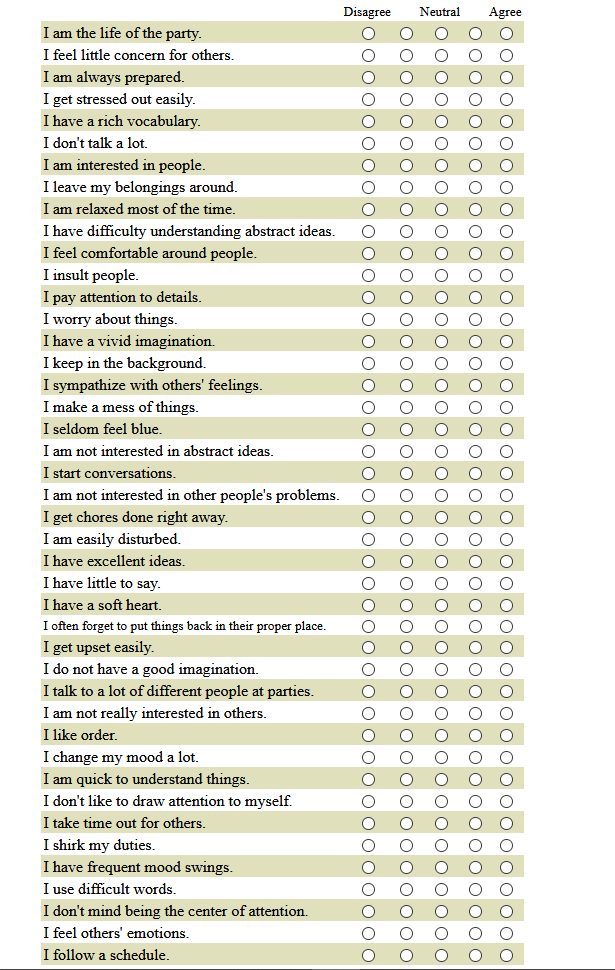 Disagree Neutral Agree
I am the life of the party.
I feel little concern for others.
I am always prepared.
I get stressed out easily.
I have a rich vocabulary.
I don't talk a lot.
I am interested in people.
I leave my belongings around.
I am relaxed most of the time.
I have difficulty understanding abstract ideas.
I feel comfortable around people.
I insult people.
I pay attention to details.
I worry about things.
I have a vivid imagination.
I keep in the background.
I sympathize with others' feelings.
I make a mess of things.
I seldom feel blue.
I am not interested in abstract ideas.
I start conversations.
I am not interested in other people's problems.
I get chores done right away.
I am easily disturbed.
I have excellent ideas.
I have little to say.
I have a soft heart.
I often forget to put things back in their proper place.
I get upset easily.
I do not have a good imagination.
I talk to a lot of different people at parties.
I am not really interested in others.
I like order.
I change my mood a lot.
I am quick to understand things.
I don't like to draw attention to myself.
I take time out for others.
I shirk my duties.
I have frequent mood swings.
I use difficult words.
I don't mind being the center of attention.
I feel others' emotions.
I follow a schedule.